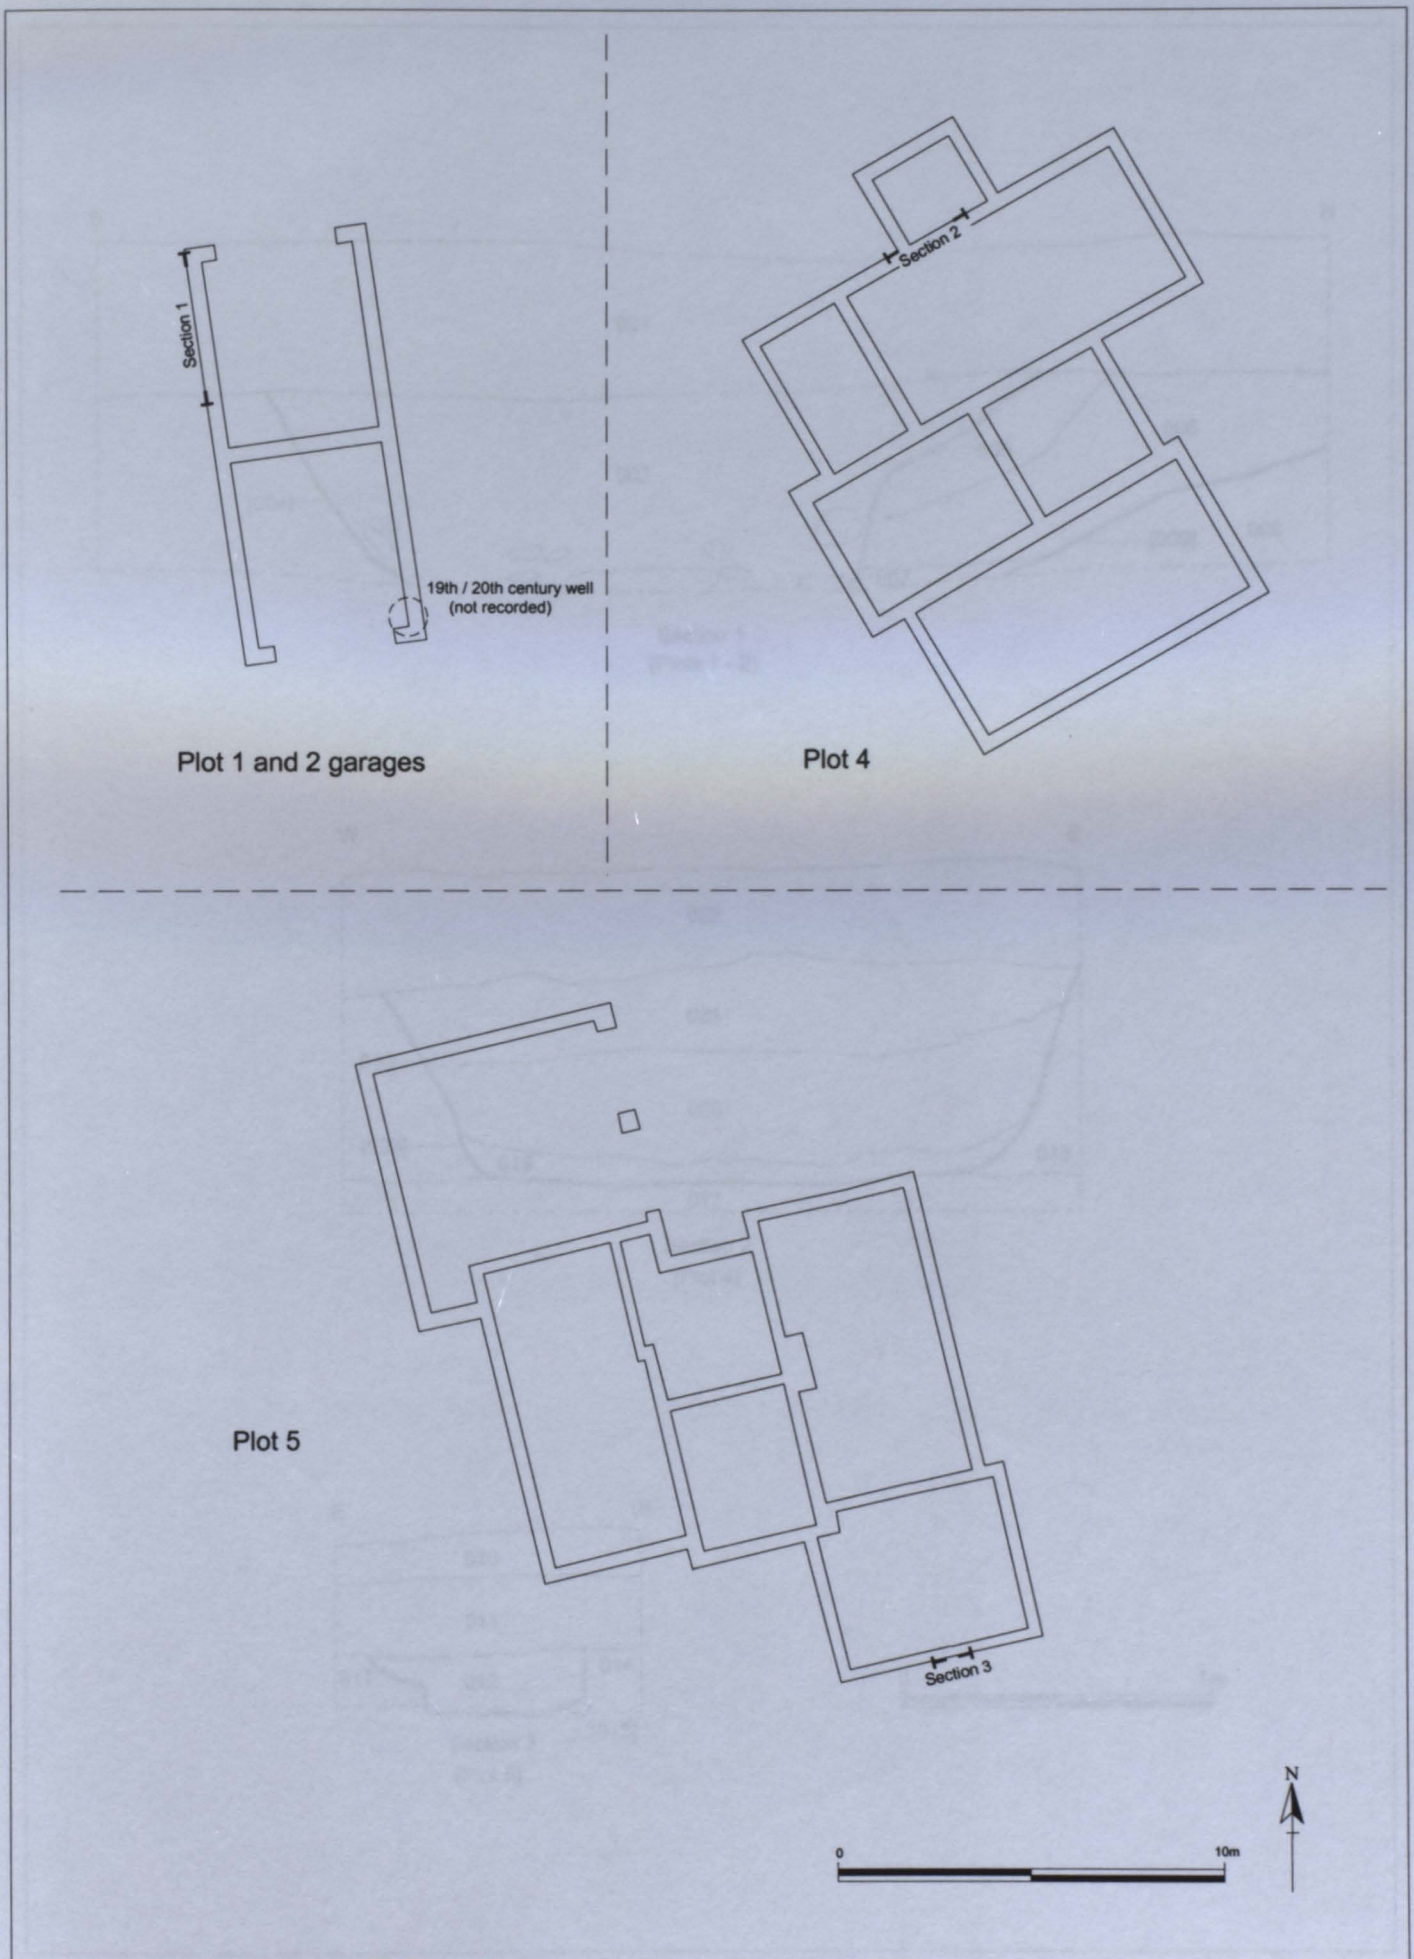 Section 1
Section 2
19th / 20th century well
(not recorded)
Plot 1 and 2 garages
Plot 4
Plot 5
Section 3
N
0
10m